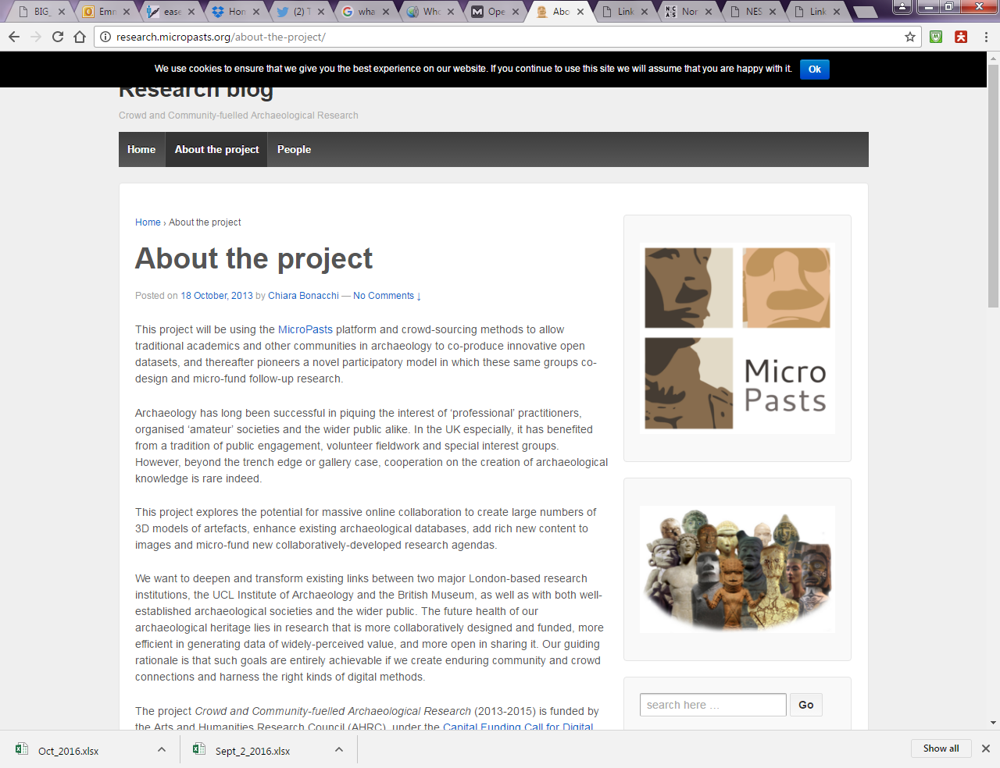 BIG_
Emn
ease
Hon
(2) T
wha
Who
Ope
Abo
Link
Nor
NES
Link
research.micropasts.org/about-the-project/
We use cookies to ensure that we give you the best experience on our website. If you continue to use this site we will assume that you are happy with it.
Ok
Research blog
Crowd and Community-fuelled Archaeological Research
Home
About the project
People
Home › About the project
About the project
Posted on 18 October, 2013 by Chiara Bonacchi — No Comments ↓
This project will be using the MicroPasts platform and crowd-sourcing methods to allow
traditional academics and other communities in archaeology to co-produce innovative open
datasets, and thereafter pioneers a novel participatory model in which these same groups co-
design and micro-fund follow-up research.
Archaeology has long been successful in piquing the interest of ‘professional’ practitioners,
organised ‘amateur’ societies and the wider public alike. In the UK especially, it has benefited
from a tradition of public engagement, volunteer fieldwork and special interest groups.
However, beyond the trench edge or gallery case, cooperation on the creation of archaeological
knowledge is rare indeed.
This project explores the potential for massive online collaboration to create large numbers of
3D models of artefacts, enhance existing archaeological databases, add rich new content to
images and micro-fund new collaboratively-developed research agendas.
We want to deepen and transform existing links between two major London-based research
institutions, the UCL Institute of Archaeology and the British Museum, as well as with both well-
established archaeological societies and the wider public. The future health of our
archaeological heritage lies in research that is more collaboratively designed and funded, more
efficient in generating data of widely-perceived value, and more open in sharing it. Our guiding
rationale is that such goals are entirely achievable if we create enduring community and crowd
connections and harness the right kinds of digital methods.
The project Crowd and Community-fuelled Archaeological Research (2013-2015) is funded by
the Arts and Humanities Research Council (AHRC), under the Capital Funding Call for Digital
Micro
Pasts
search here ...
Go
Oct_2016.xlsx
Sept_2_2016.xlsx
Show all